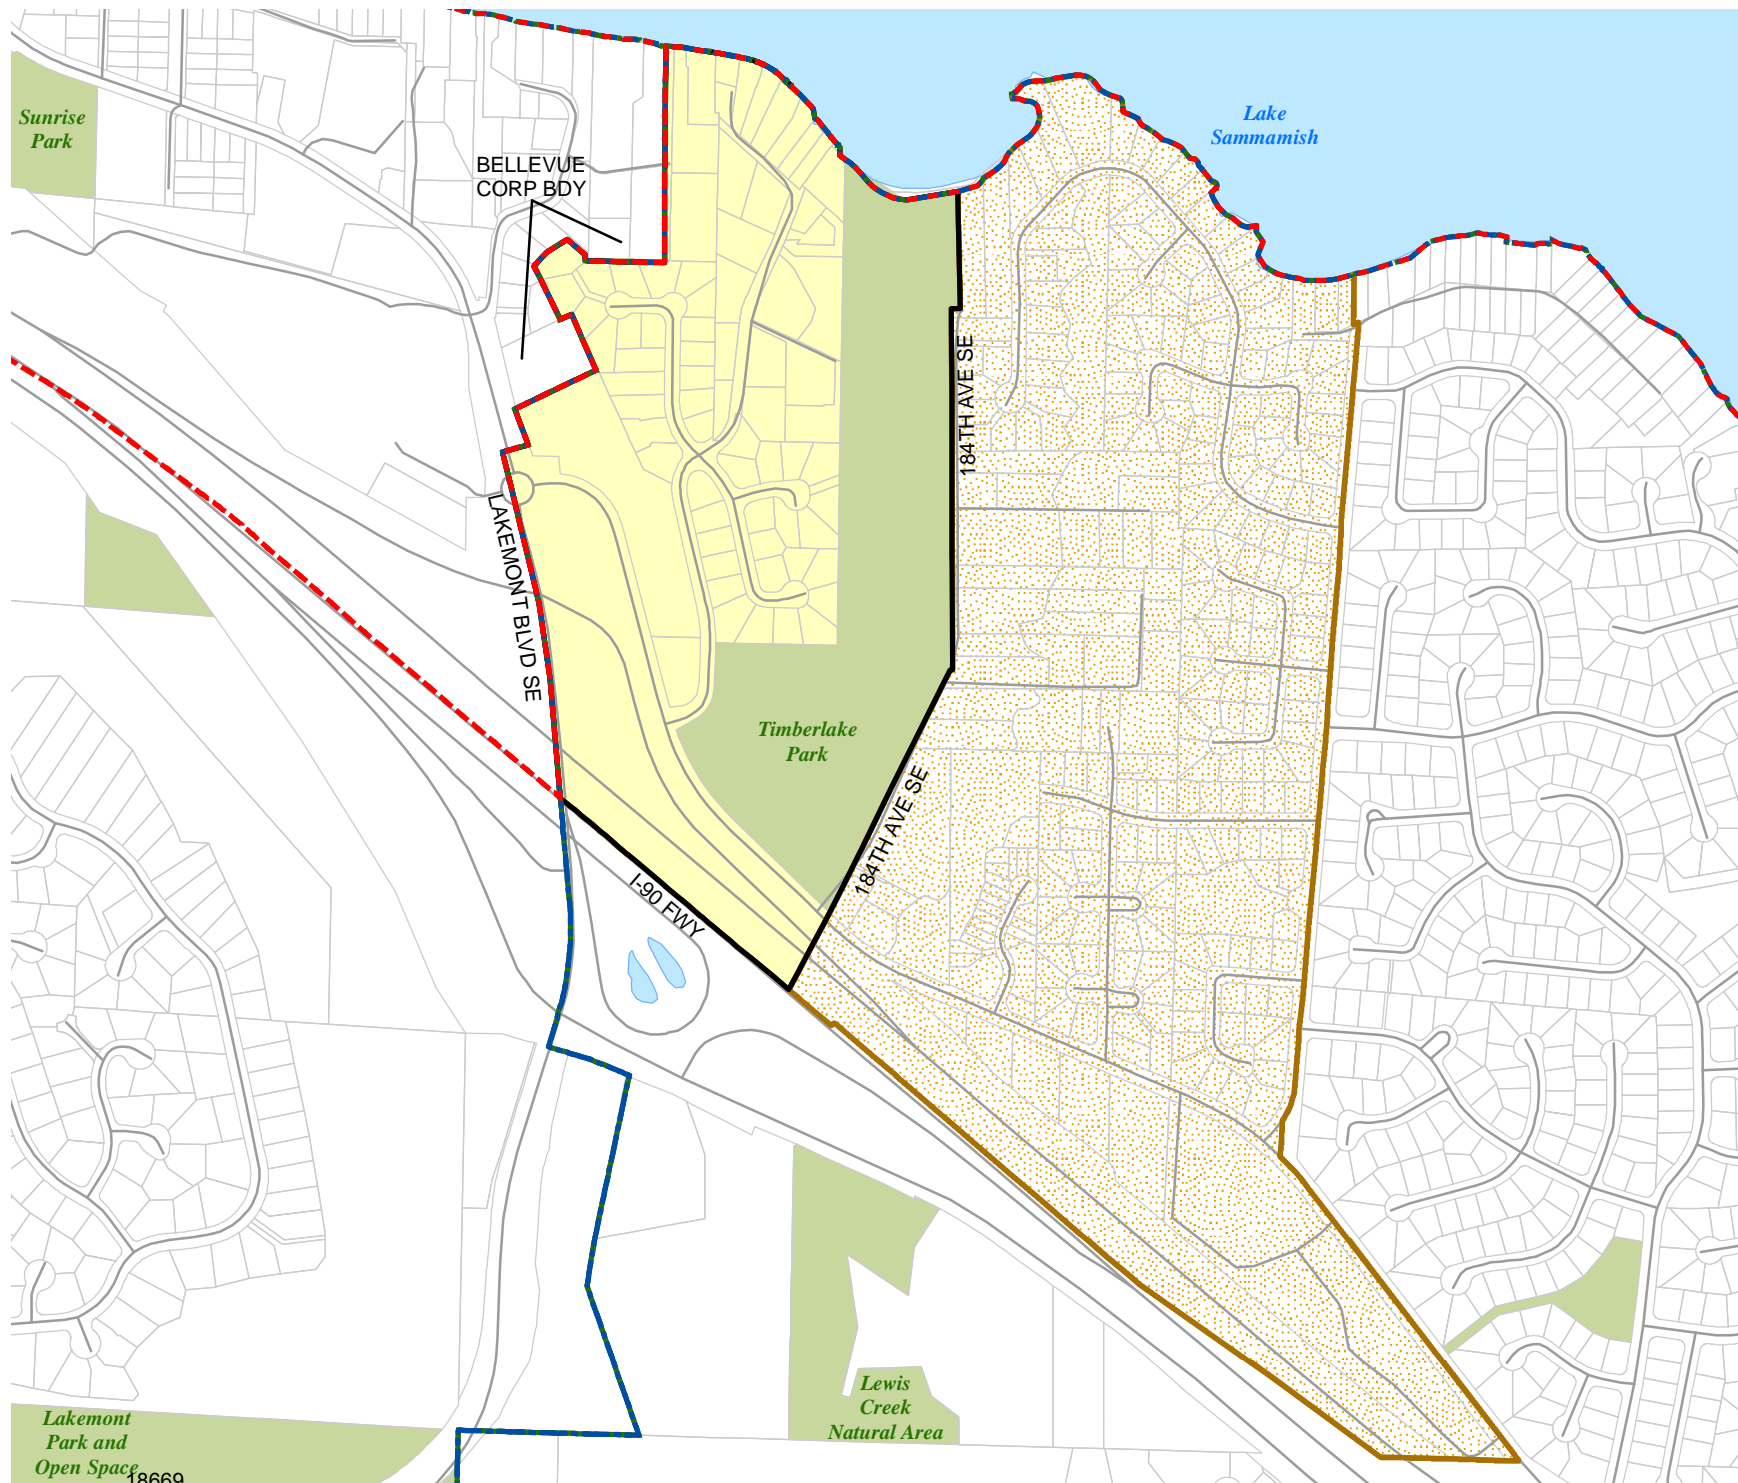 Sunrise
Park
Lake
Sammamish
BELLEVUE
CORP BDY
184TH AVE SE
LAKEMONT BLVD SE
Timberlake
Park
184TH AVE SE
I-90 FWY
Lewis
Creek
Natural Area
Lakemont
Park and
Open Space
18669